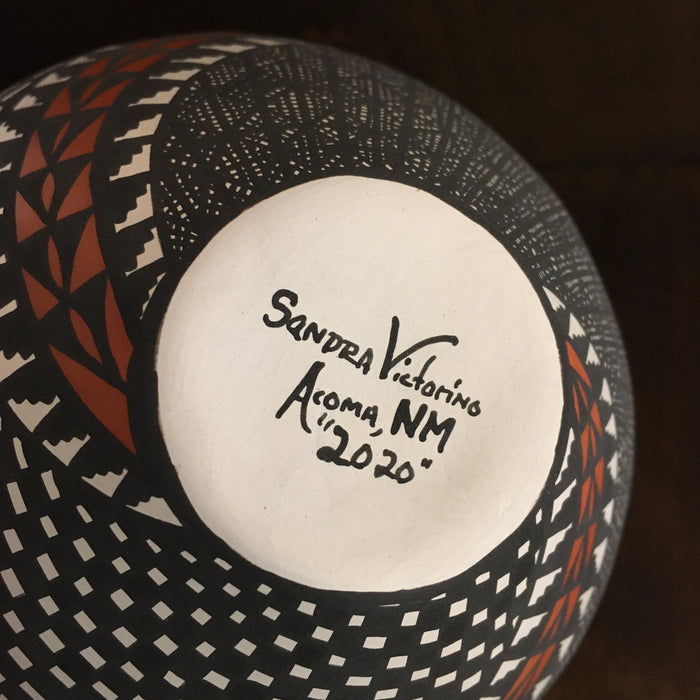 Sandra Victorino
Acoma, NM
"2020"